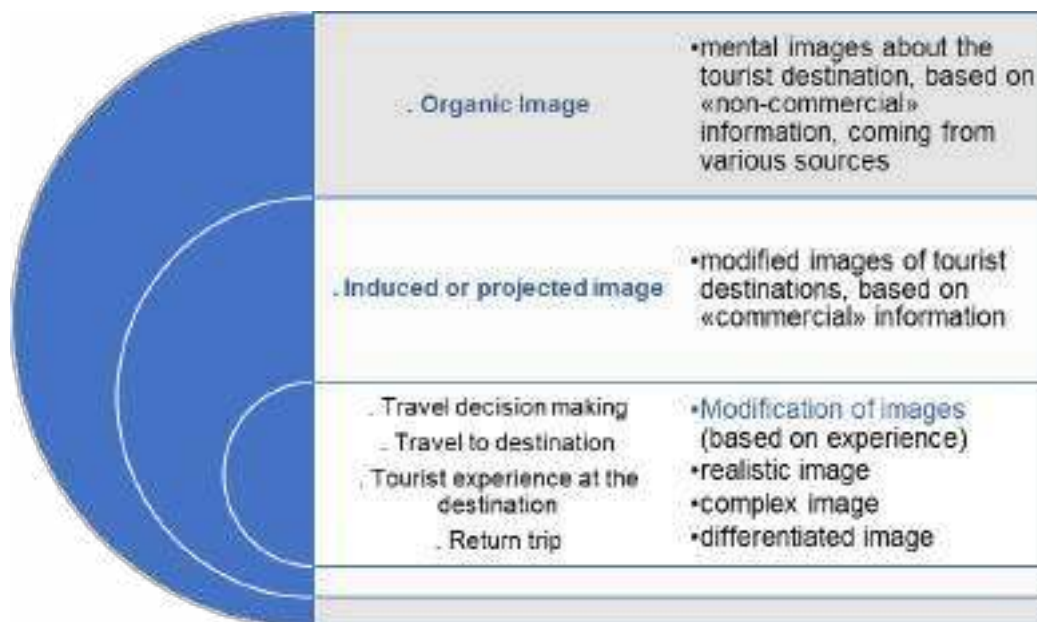 . Organic Image
•mental images about the
tourist destination, based on
«non-commercial»
information, coming from
various sources
. Induced or projected image
•modified images of tourist
destinations, based on
«commercial» information
. Travel decision making
. Travel to destination
. Tourist experience at the
destination
. Return trip
•Modification of images
(based on experience)
•realistic image
•complex image
•differentiated image